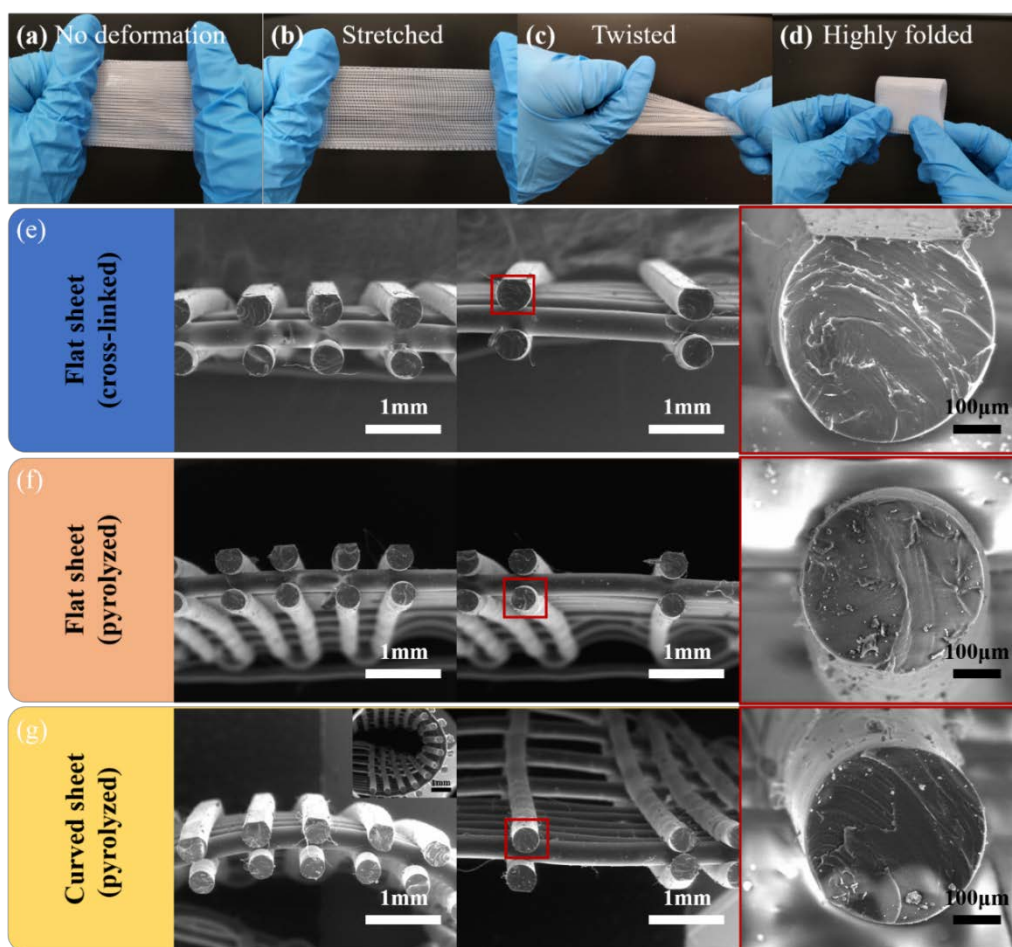 (a) No deformation
(b) Stretched
(c) Twisted
(d) Highly folded
(e)
Flat sheet
(cross-linked)
1mm
1mm
100μm
(f)
Flat sheet
(pyrolyzed)
1mm
1mm
100μm
(g)
Curved sheet
(pyrolyzed)
1mm
1mm
1mm
100μm